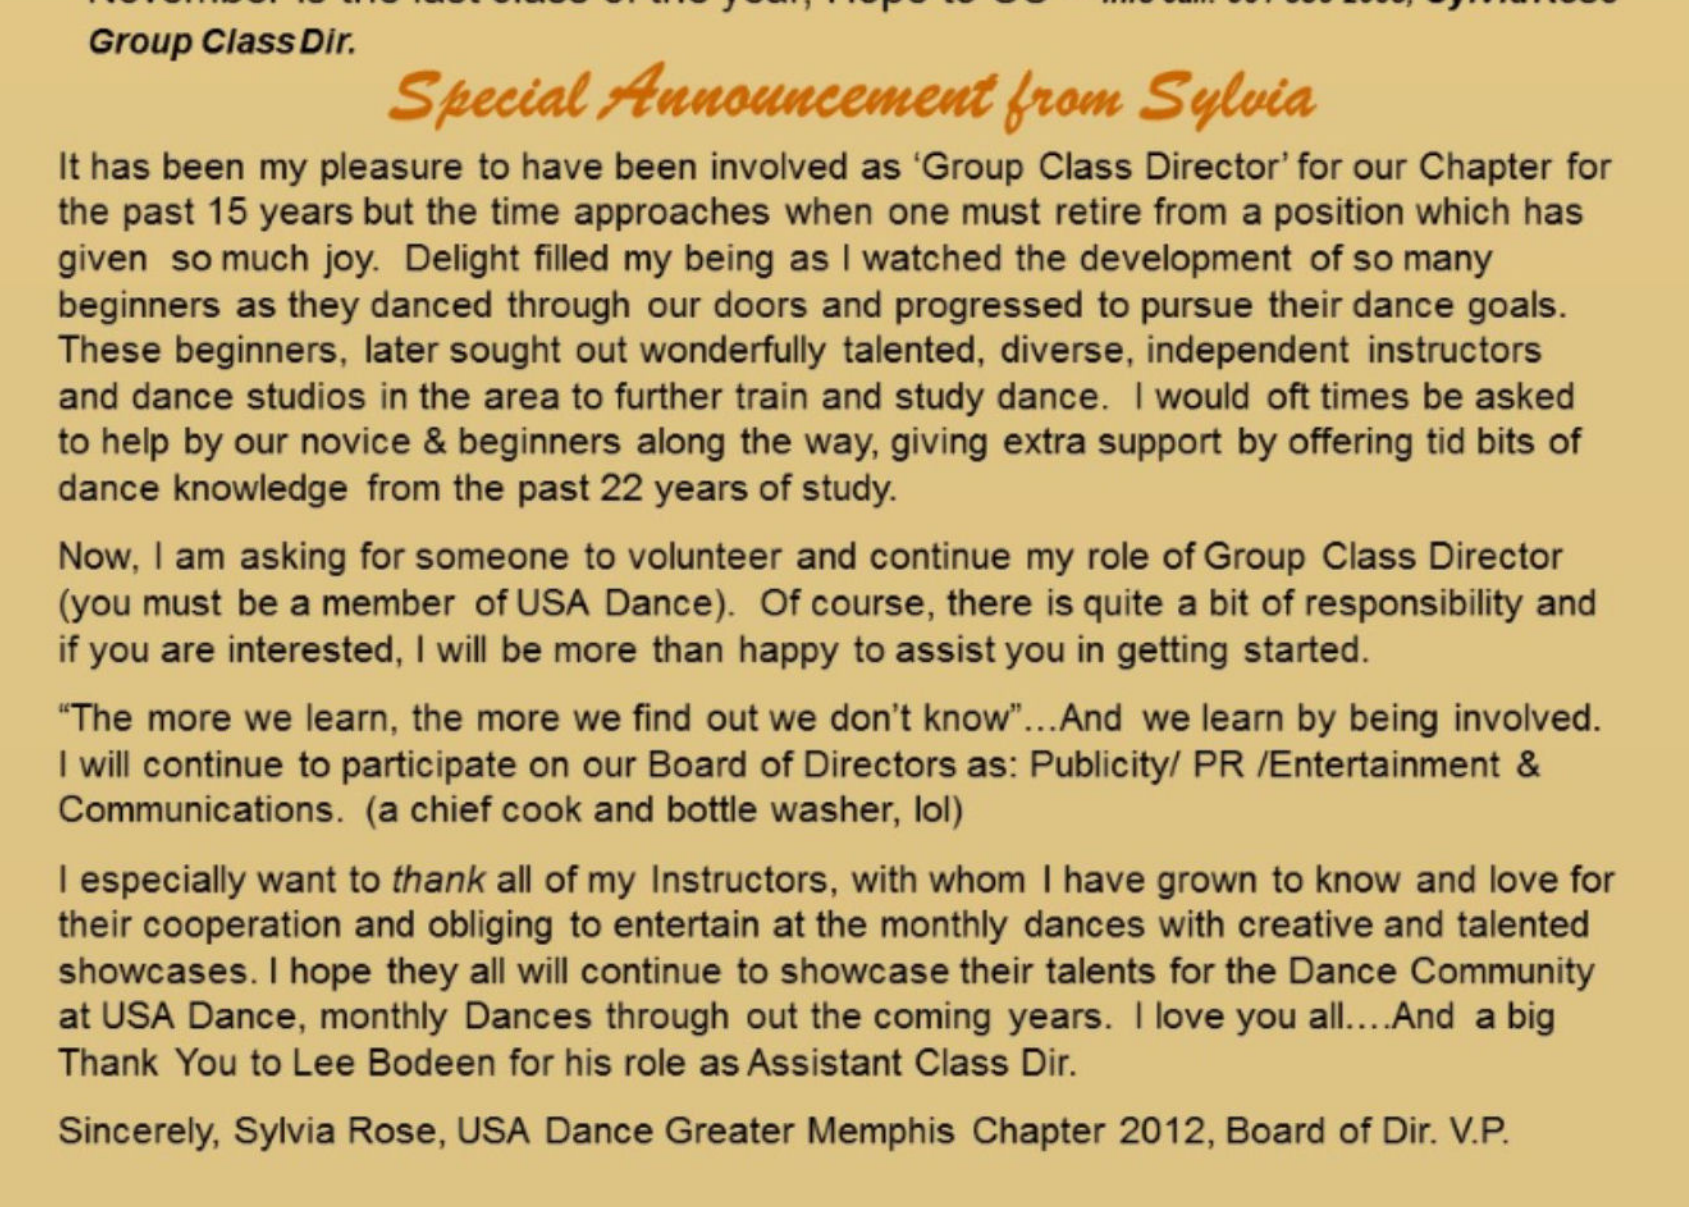 November is the last class of the year,
Sylvia Rose
Group Class Dir.
Special Announcement from Sylvia
It has been my pleasure to have been involved as ‘Group Class Director’ for our Chapter for
the past 15 years but the time approaches when one must retire from a position which has
given so much joy. Delight filled my being as I watched the development of so many
beginners as they danced through our doors and progressed to pursue their dance goals.
These beginners, later sought out wonderfully talented, diverse, independent instructors
and dance studios in the area to further train and study dance. I would oft times be asked
to help by our novice & beginners along the way, giving extra support by offering tid bits of
dance knowledge from the past 22 years of study.
Now, I am asking for someone to volunteer and continue my role of Group Class Director
(you must be a member of USA Dance). Of course, there is quite a bit of responsibility and
if you are interested, I will be more than happy to assist you in getting started.
“The more we learn, the more we find out we don’t know”...And we learn by being involved.
I will continue to participate on our Board of Directors as: Publicity/ PR /Entertainment &
Communications. (a chief cook and bottle washer, lol)
I especially want to thank all of my Instructors, with whom I have grown to know and love for
their cooperation and obliging to entertain at the monthly dances with creative and talented
showcases. I hope they all will continue to showcase their talents for the Dance Community
at USA Dance, monthly Dances through out the coming years. I love you all....And a big
Thank You to Lee Bodeen for his role as Assistant Class Dir.
Sincerely, Sylvia Rose, USA Dance Greater Memphis Chapter 2012, Board of Dir. V.P.